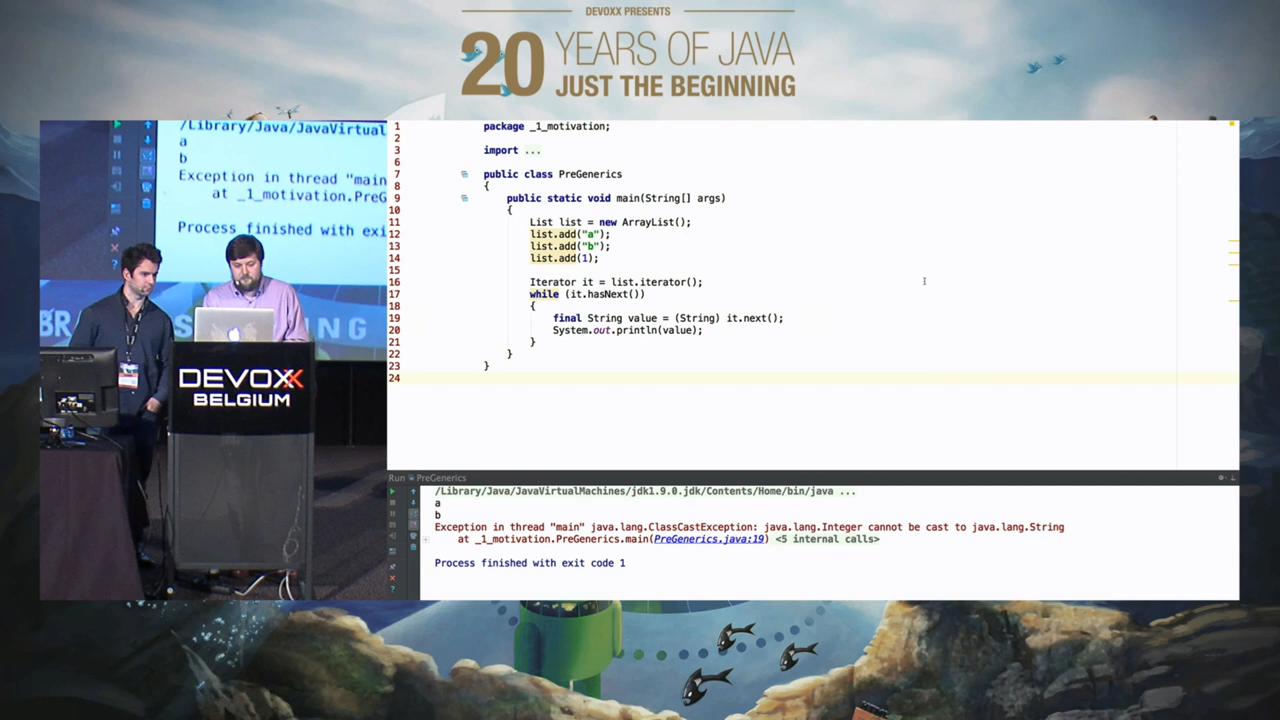 DEVOXX PRESENTS
20 YEARS OF JAVA
JUST THE BEGINNING
/Library/Java/JavaVirtual
a
b
Exception in thread "main
at _1_motivation.PreG
Process finished with exi
DEVOXX
BELGIUM
1 package _1_motivation;
2
3 import ...
6
7 public class PreGenerics
8 {
9 public static void main(String[] args)
10 {
11 List list = new ArrayList();
12 list.add("a");
13 list.add("b");
14 list.add(1);
15
16 Iterator it = list.iterator();
17 while (it.hasNext())
18 {
19 final String value = (String) it.next();
20 System.out.println(value);
21 }
22 }
23 }
24
Run PreGenerics
/Library/Java/JavaVirtualMachines/jdk1.9.0.jdk/Contents/Home/bin/java ...
a
b
Exception in thread "main" java.lang.ClassCastException: java.lang.Integer cannot be cast to java.lang.String
at _1_motivation.PreGenerics.main(PreGenerics.java:19) <5 internal calls>
Process finished with exit code 1